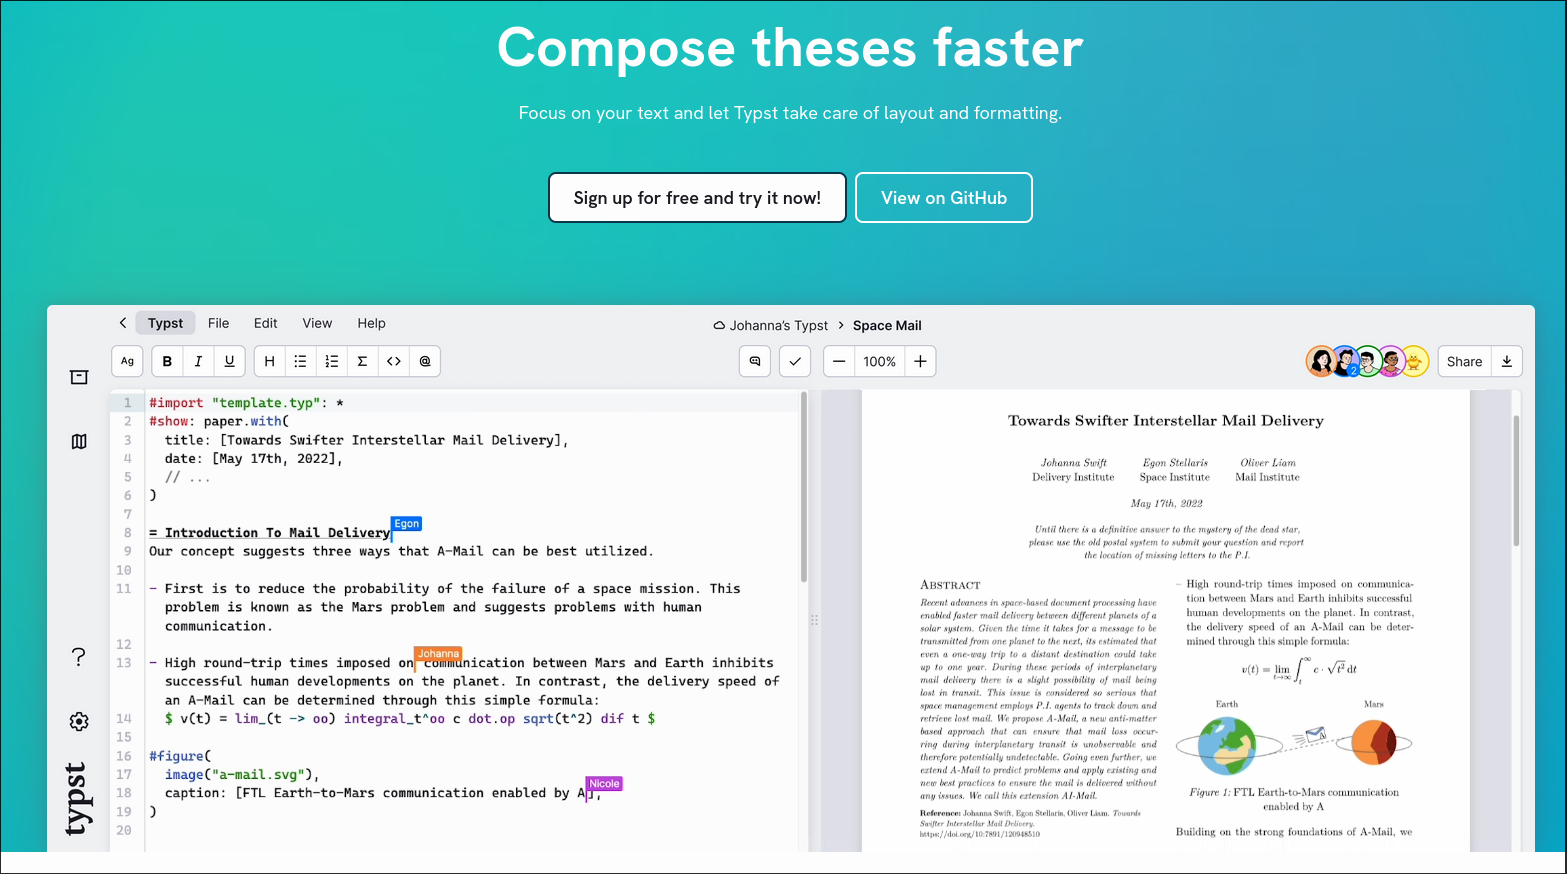 Compose theses faster
Focus on your text and let Typst take care of layout and formatting.
Sign up for free and try it now!
View on GitHub
Typst File Edit View Help
Johanna's Typst > Space Mail
Ag B I U H Σ <> @
100%
2
Share
1 #import "template.typ": *
2 #show: paper.with(
3 title: [Towards Swifter Interstellar Mail Delivery],
4 date: [May 17th, 2022],
5 // ...
6 )
7
Egon
8 = Introduction To Mail Delivery
9 Our concept suggests three ways that A-Mail can be best utilized.
10
11 - First is to reduce the probability of the failure of a space mission. This
problem is known as the Mars problem and suggests problems with human
communication.
12
Johanna
13 - High round-trip times imposed on communication between Mars and Earth inhibits
successful human developments on the planet. In contrast, the delivery speed of
an A-Mail can be determined through this simple formula:
14 $ v(t) = lim_(t -> oo) integral_t^oo c dot.op sqrt(t^2) dif t $
15
16 #figure(
17 image("a-mail.svg"),
Nicole
18 caption: [FTL Earth-to-Mars communication enabled by A],
19 )
20
?
typst
Towards Swifter Interstellar Mail Delivery
Johanna Swift Egon Stellaris Oliver Liam
Delivery Institute Space Institute Mail Institute
May 17th, 2022
Until there is a definitive answer to the mystery of the dead star,
please use the old postal system to submit your question and report
the location of missing letters to the P.I.
ABSTRACT
Recent advances in space-based document processing have
enabled faster mail delivery between different planets of a
solar system. Given the time it takes for a message to be
transmitted from one planet to the next, its estimated that
even a one-way trip to a distant destination could take
up to one year. During these periods of interplanetary
mail delivery there is a slight possibility of mail being
lost in transit. This issue is considered so serious that
space management employs P.I. agents to track down and
retrieve lost mail. We propose A-Mail, a new anti-matter
based approach that can ensure that mail loss occur-
ring during interplanetary transit is unobservable and
therefore potentially undetectable. Going even further, we
extend A-Mail to predict problems and apply existing and
new best practices to ensure the mail is delivered without
any issues. We call this extension AI-Mail.
Reference: Johanna Swift, Egon Stellaris, Oliver Liam. Towards
Swifter Interstellar Mail Delivery.
https://doi.org/10:7891/120948510
– High round-trip times imposed on communica-
tion between Mars and Earth inhibits successful
human developments on the planet. In contrast,
the delivery speed of an A-Mail can be deter-
mined through this simple formula:
v(t) = lim t→∞ ∫ t ∞ c · √t² dt
Earth Mars
Figure 1: FTL Earth-to-Mars communication
enabled by A
Building on the strong foundations of A-Mail, we